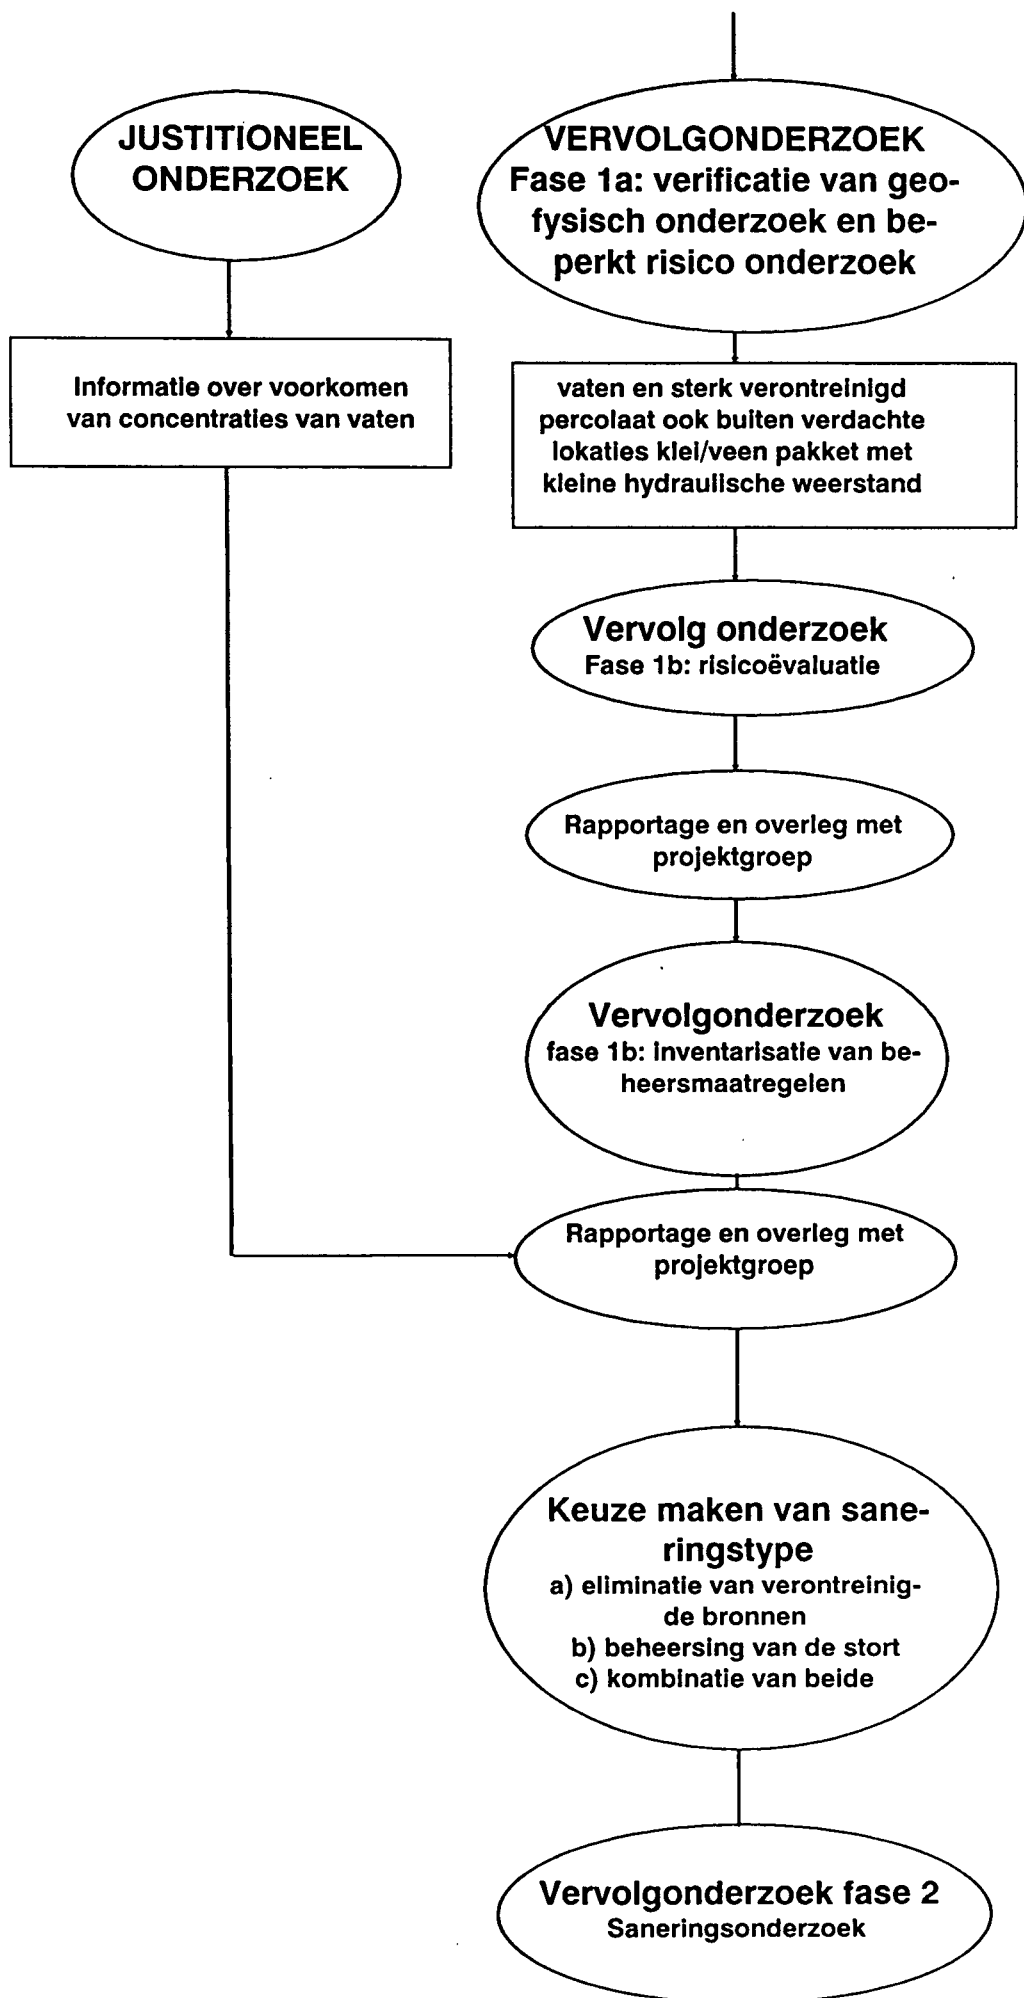 JUSTITIONEEL
ONDERZOEK
Informatie over voorkomen
van concentraties van vaten
VERVOLGONDERZOEK
Fase 1a: verificatie van geo-
fysisch onderzoek en be-
perkt risico onderzoek
vaten en sterk verontreinigd
percolaat ook buiten verdachte
lokaties klei/veen pakket met
kleine hydraulische weerstand
Vervolg onderzoek
Fase 1b: risicoëvaluatie
Rapportage en overleg met
projektgroep
Vervolgonderzoek
fase 1b: inventarisatie van be-
heersmaatregelen
Rapportage en overleg met
projektgroep
Keuze maken van sane-
ringstype
a) eliminatie van verontreinig-
de bronnen
b) beheersing van de stort
c) kombinatie van beide
Vervolgonderzoek fase 2
Saneringsonderzoek